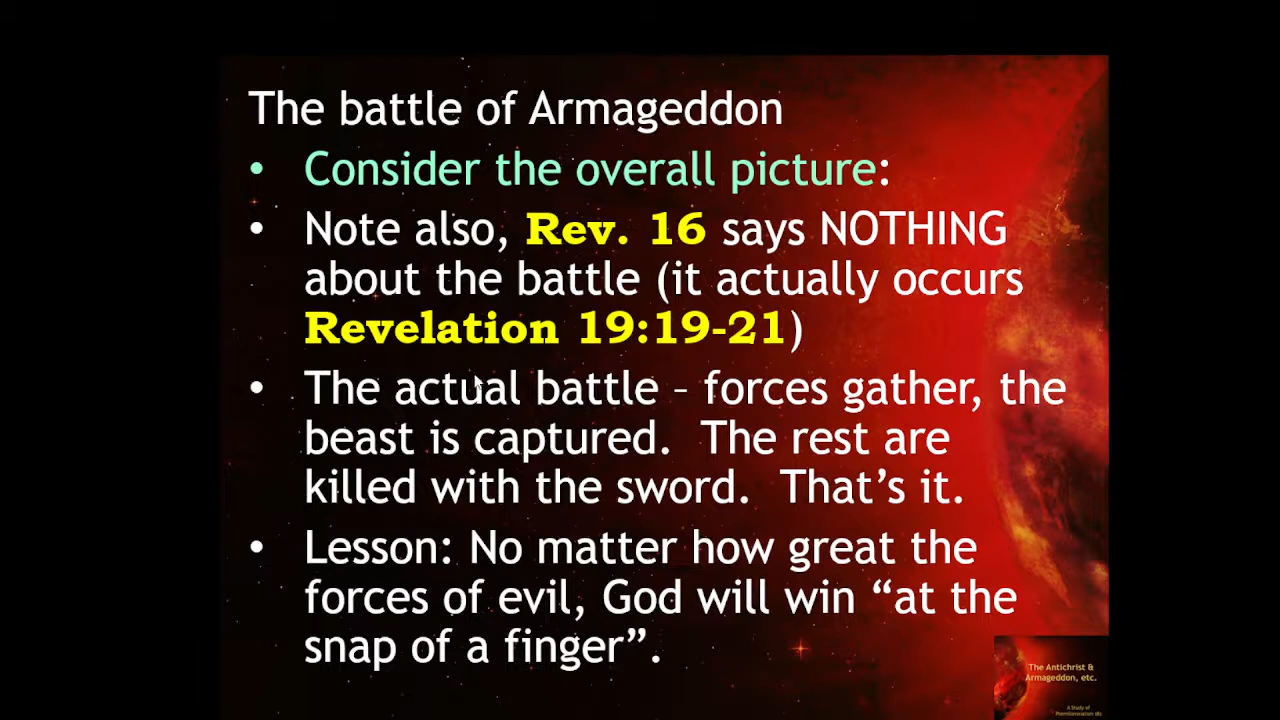 The battle of Armageddon
• Consider the overall picture:
• Note also, Rev. 16 says NOTHING
about the battle (it actually occurs
Revelation 19:19-21)
• The actual battle – forces gather, the
beast is captured. The rest are
killed with the sword. That’s it.
• Lesson: No matter how great the
forces of evil, God will win “at the
snap of a finger”.
The Antichrist &
Armageddon, etc.
A Study of